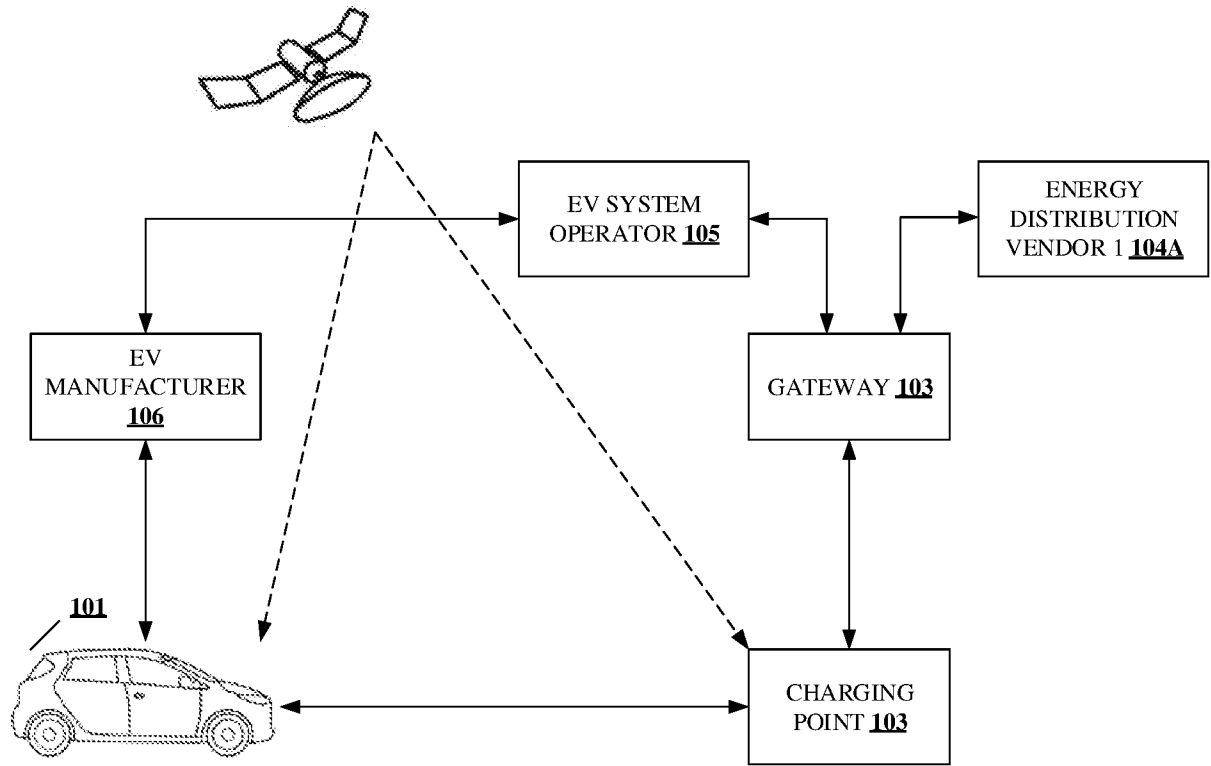 EV SYSTEM
OPERATOR 105
ENERGY
DISTRIBUTION
VENDOR 1 104A
EV
MANUFACTURER
106
GATEWAY 103
101
CHARGING
POINT 103